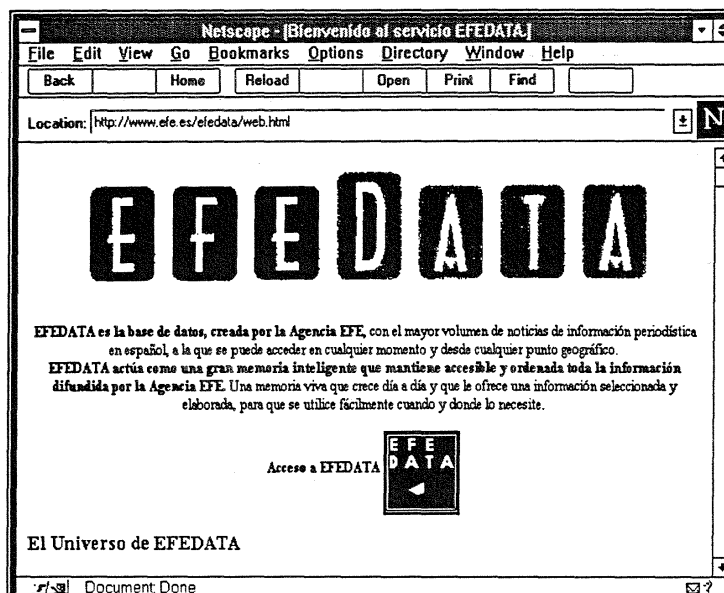 Netscape - [Bienvenido al servicio EFEDATA.]
File Edit View Go Bookmarks Options Directory Window Help
Back Home Reload Open Print Find
Location: http://www.efe.es/efedata/web.html
N
EFEDATA
EFEDATA es la base de datos, creada por la Agencia EFE, con el mayor volumen de noticias de información periodística
en español, a la que se puede acceder en cualquier momento y desde cualquier punto geográfico.
EFEDATA actúa como una gran memoria inteligente que mantiene accesible y ordenada toda la información
difundida por la Agencia EFE. Una memoria viva que crece día a día y que le ofrece una información seleccionada y
elaborada, para que se utilice fácilmente cuando y donde lo necesite.
Acceso a EFEDATA
EFE
DATA
El Universo de EFEDATA
Document: Done